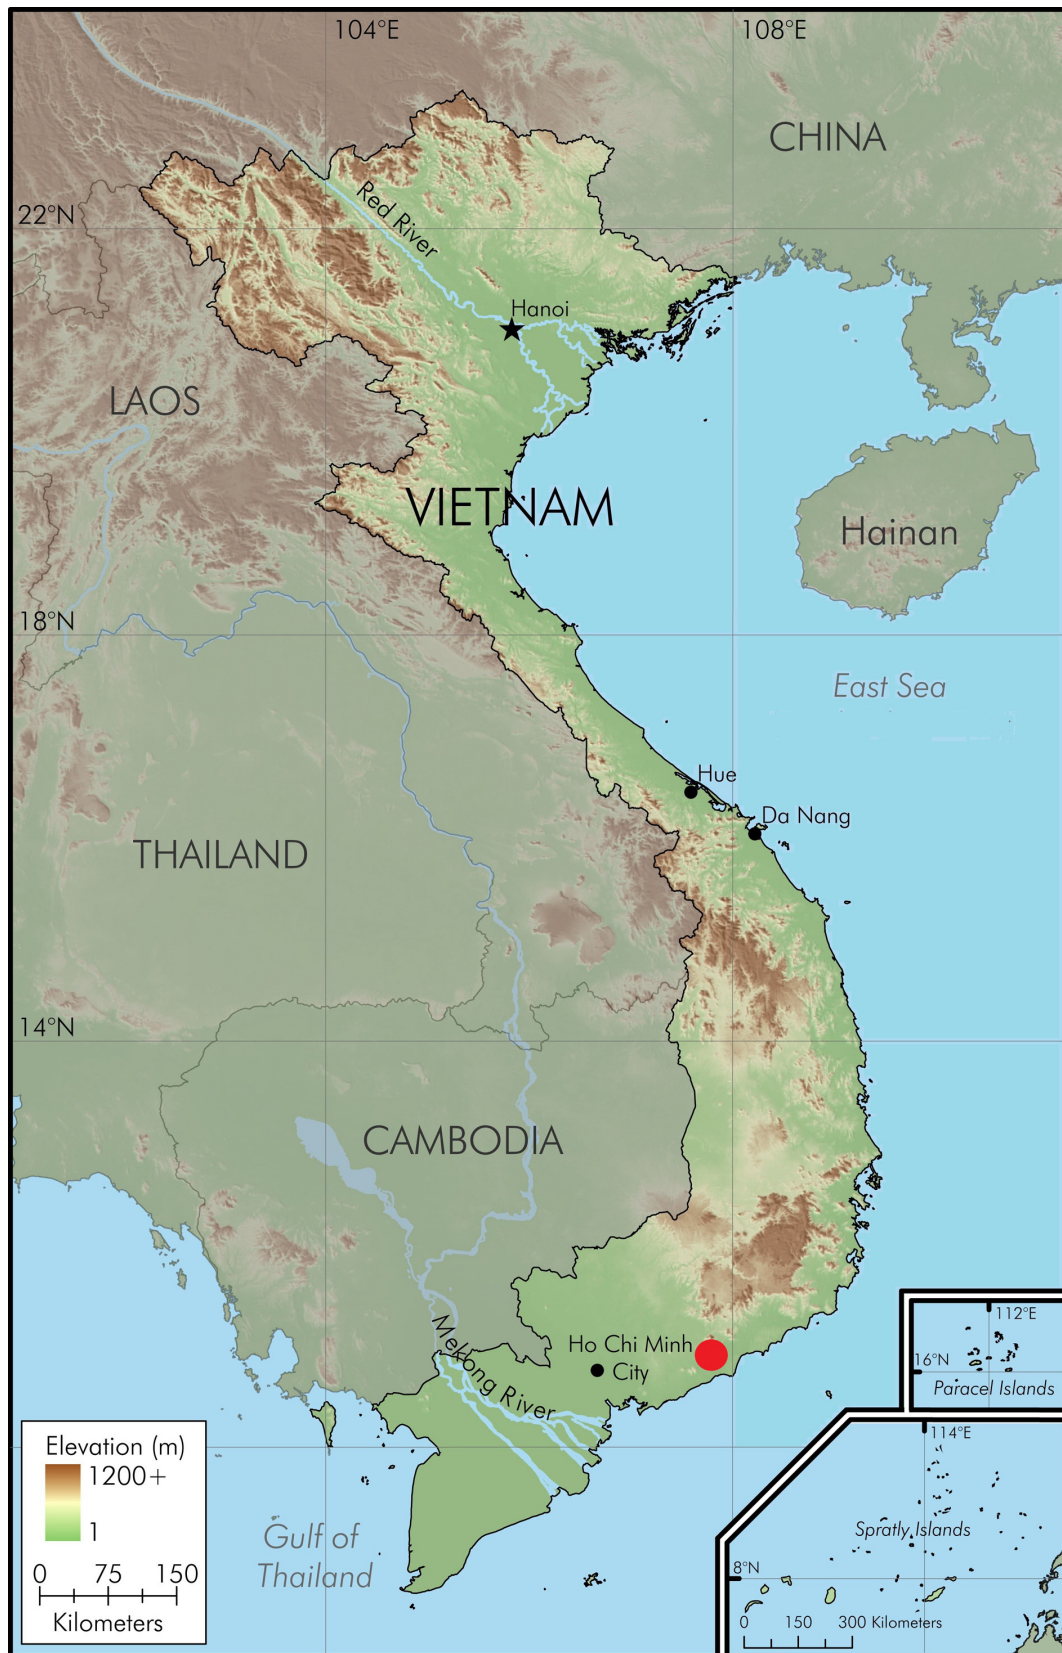 104°E
108°E
CHINA
22°N
Red River
Hanoi
LAOS
VIETNAM
Hainan
18°N
East Sea
Hue
Da Nang
THAILAND
14°N
CAMBODIA
Mekong River
Ho Chi Minh
City
112°E
16°N
Paracel Islands
114°E
Spratly Islands
8°N
0 150 300 Kilometers
Gulf of
Thailand
Elevation (m)
1200+
1
0 75 150
Kilometers